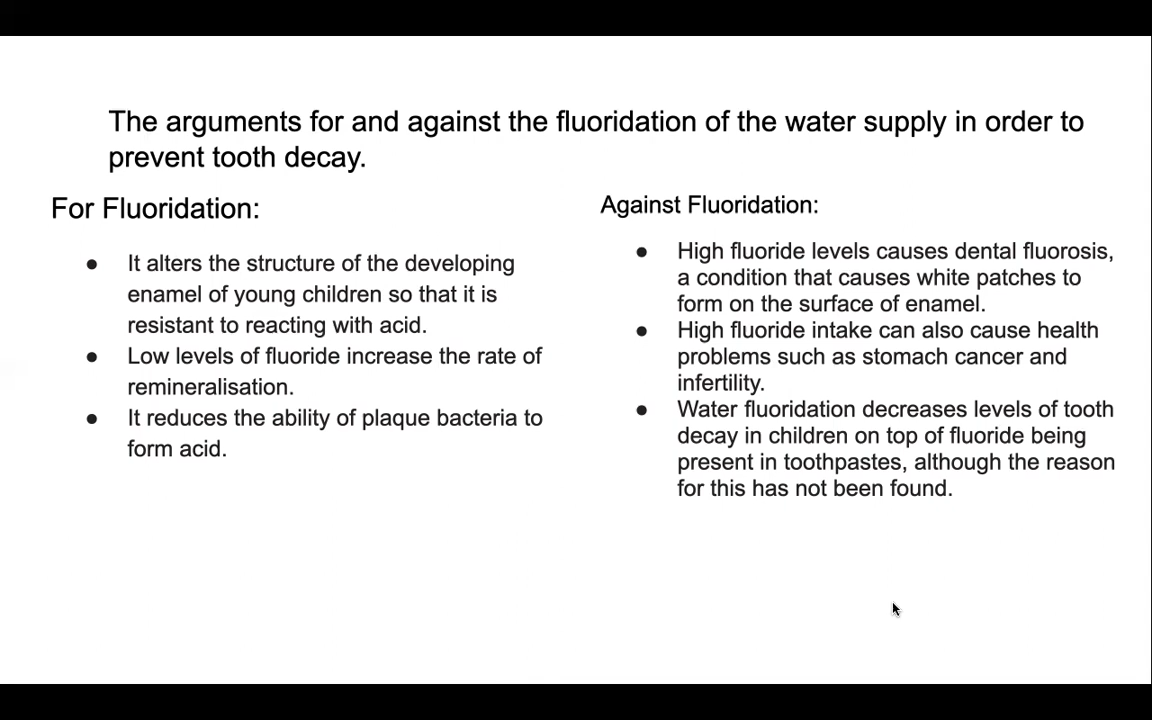 The arguments for and against the fluoridation of the water supply in order to
prevent tooth decay.
For Fluoridation:
● It alters the structure of the developing
enamel of young children so that it is
resistant to reacting with acid.
● Low levels of fluoride increase the rate of
remineralisation.
● It reduces the ability of plaque bacteria to
form acid.
Against Fluoridation:
● High fluoride levels causes dental fluorosis,
a condition that causes white patches to
form on the surface of enamel.
● High fluoride intake can also cause health
problems such as stomach cancer and
infertility.
● Water fluoridation decreases levels of tooth
decay in children on top of fluoride being
present in toothpastes, although the reason
for this has not been found.